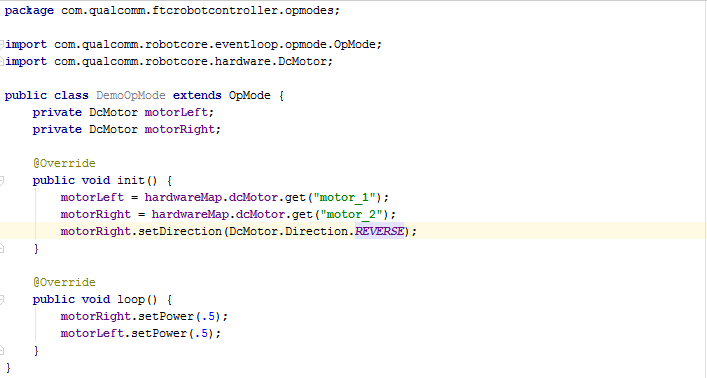 package com.qualcomm.ftcrobotcontroller.opmodes;
import com.qualcomm.robotcore.eventloop.opmode.OpMode;
import com.qualcomm.robotcore.hardware.DcMotor;
public class DemoOpMode extends OpMode {
    private DcMotor motorLeft;
    private DcMotor motorRight;
    @Override
    public void init() {
        motorLeft = hardwareMap.dcMotor.get("motor_1");
        motorRight = hardwareMap.dcMotor.get("motor_2");
        motorRight.setDirection(DcMotor.Direction.REVERSE);
    }
    @Override
    public void loop() {
        motorRight.setPower(.5);
        motorLeft.setPower(.5);
    }
}